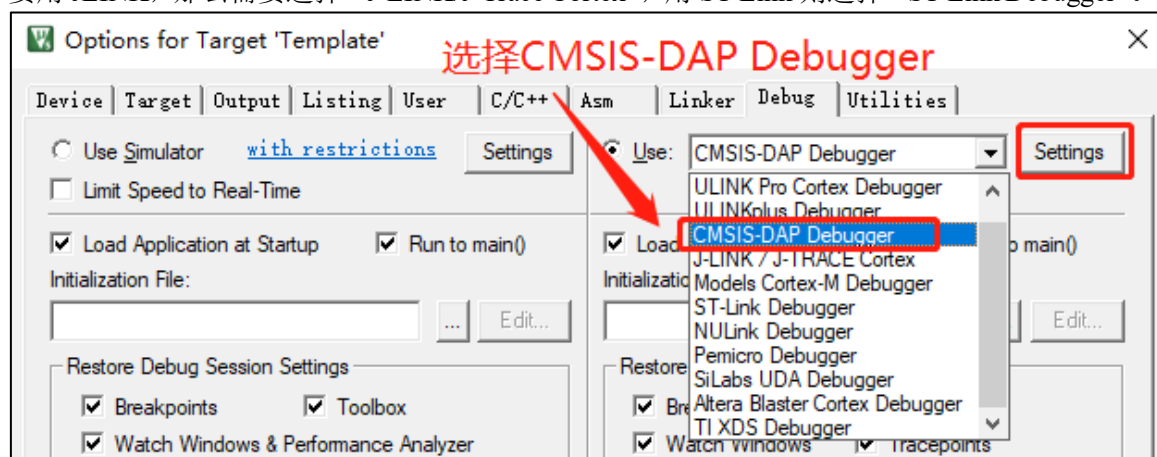 Options for Target 'Template'
选择CMSIS-DAP Debugger
Device Target Output Listing User C/C++ Asm Linker Debug Utilities
Use Simulator with restrictions Settings Use: CMSIS-DAP Debugger Settings
Limit Speed to Real-Time
ULINK Pro Cortex Debugger
ULINKplus Debugger
CMSIS-DAP Debugger
J-LINK / J-TRACE Cortex
Models Cortex-M Debugger
ST-Link Debugger
NULink Debugger
Pemicro Debugger
SiLabs UDA Debugger
Altera Blaster Cortex Debugger
TI XDS Debugger
Load Application at Startup Run to main() Load main()
Initialization File:
... Edit... Edit...
Restore Debug Session Settings Restore
Breakpoints Toolbox
Watch Windows & Performance Analyzer Watch Windows Tracepoints